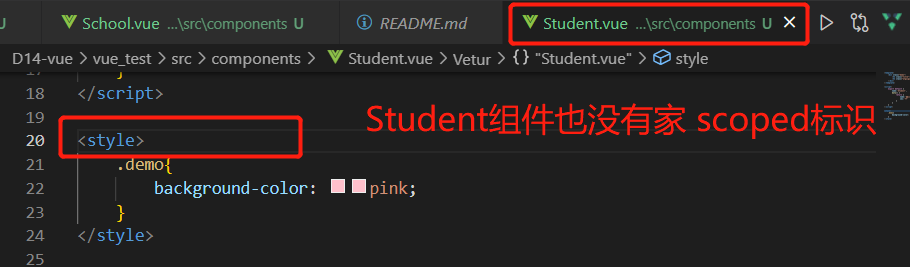 School.vue ...\src\components U README.md Student.vue ...\src\components U
D14-vue > vue_test > src > components > Student.vue > Vetur > {} "Student.vue" > style
18 </script>
19
20 <style>
21 .demo{
22 background-color: pink;
23 }
24 </style>
25
Student组件也没有家 scoped标识